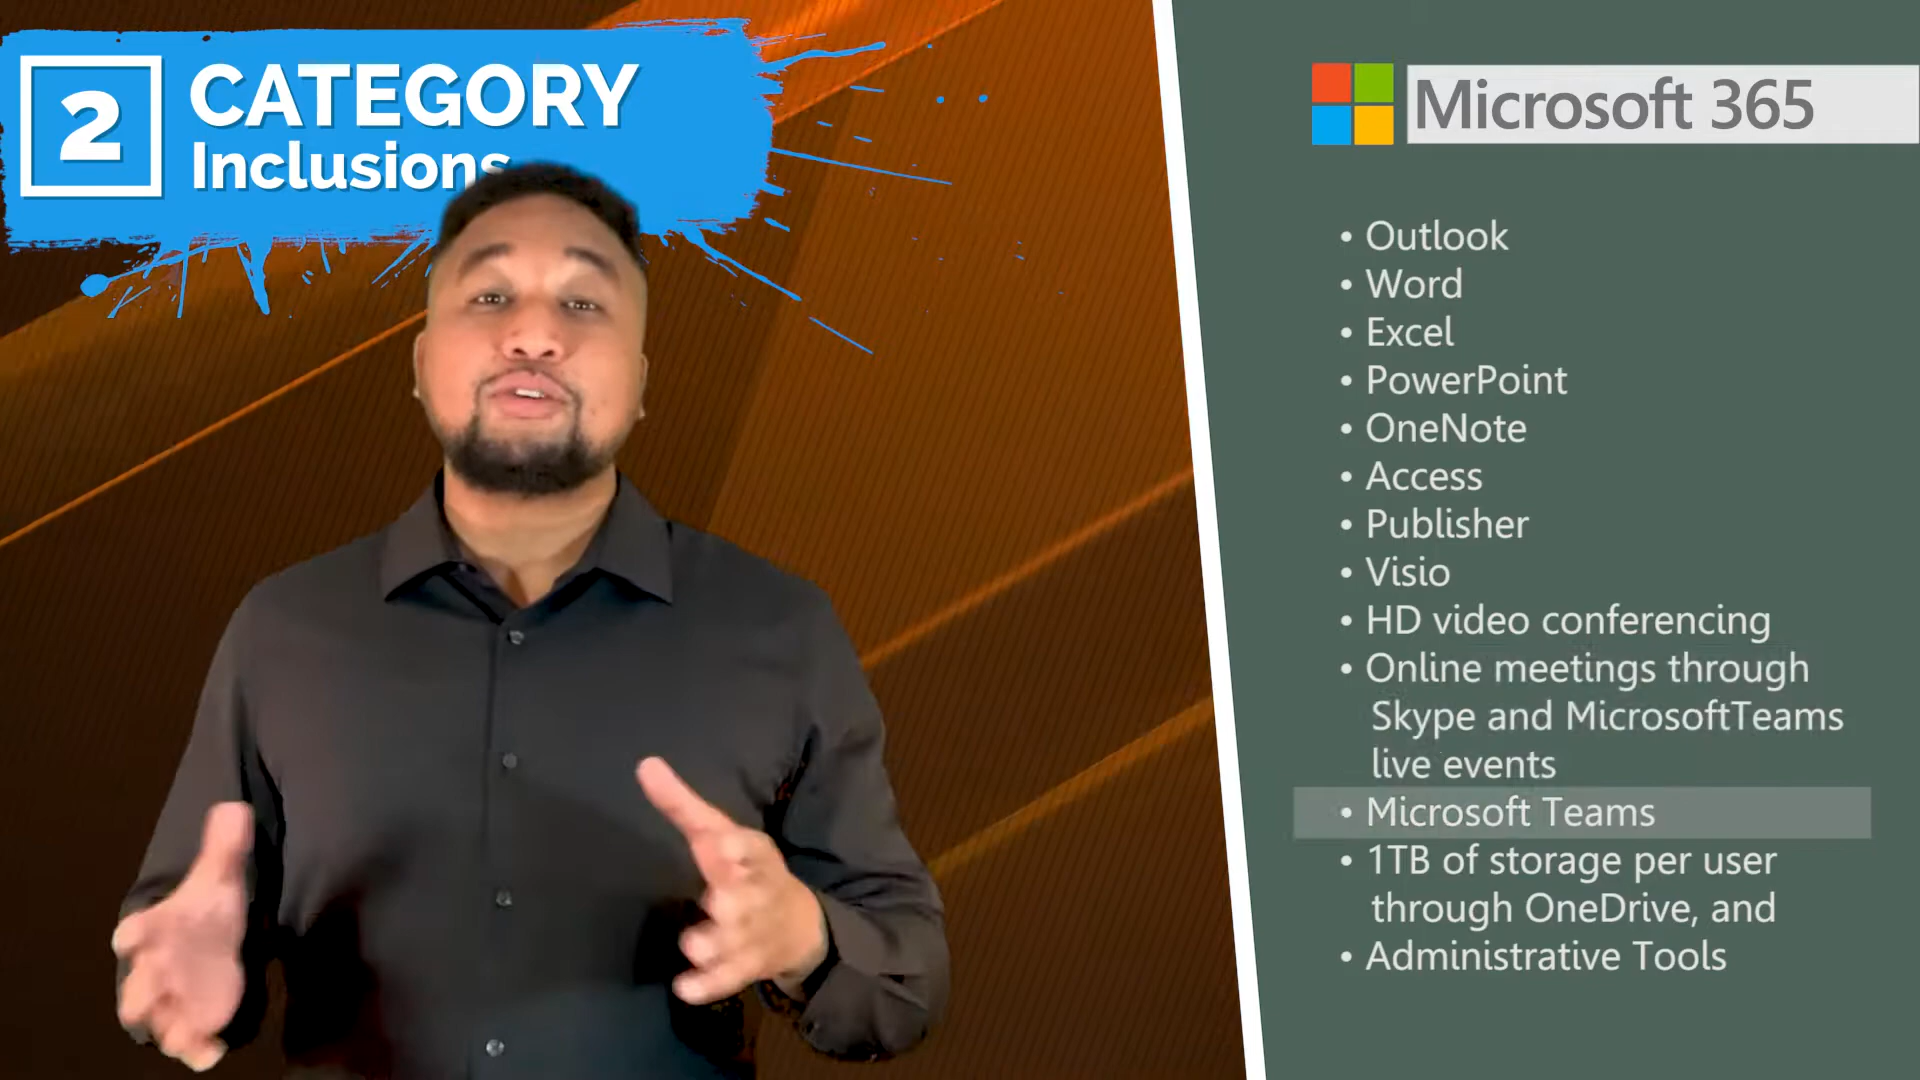 2
CATEGORY
Inclusions
Microsoft 365
• Outlook
• Word
• Excel
• PowerPoint
• OneNote
• Access
• Publisher
• Visio
• HD video conferencing
• Online meetings through
Skype and MicrosoftTeams
live events
• Microsoft Teams
• 1TB of storage per user
through OneDrive, and
• Administrative Tools